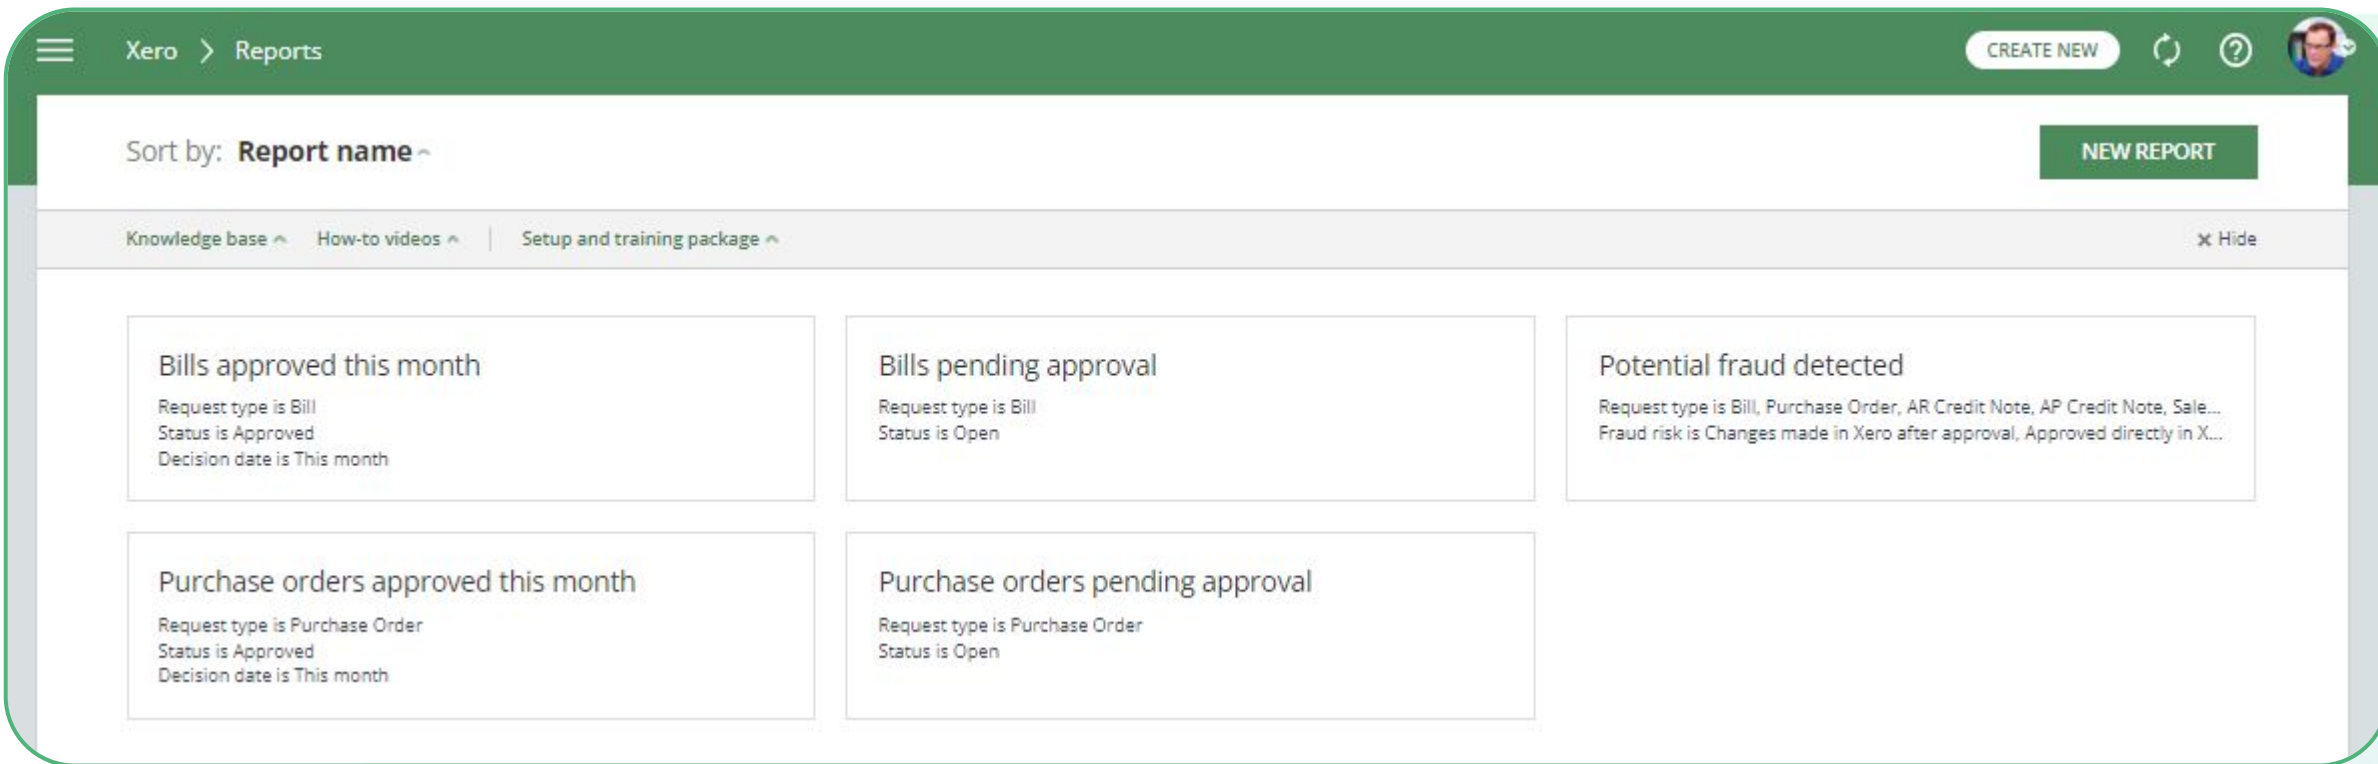 Xero > Reports
CREATE NEW
Sort by: Report name
NEW REPORT
Knowledge base
How-to videos
Setup and training package
Hide
Bills approved this month
Request type is Bill
Status is Approved
Decision date is This month
Bills pending approval
Request type is Bill
Status is Open
Potential fraud detected
Request type is Bill, Purchase Order, AR Credit Note, AP Credit Note, Sale...
Fraud risk is Changes made in Xero after approval, Approved directly in X...
Purchase orders approved this month
Request type is Purchase Order
Status is Approved
Decision date is This month
Purchase orders pending approval
Request type is Purchase Order
Status is Open